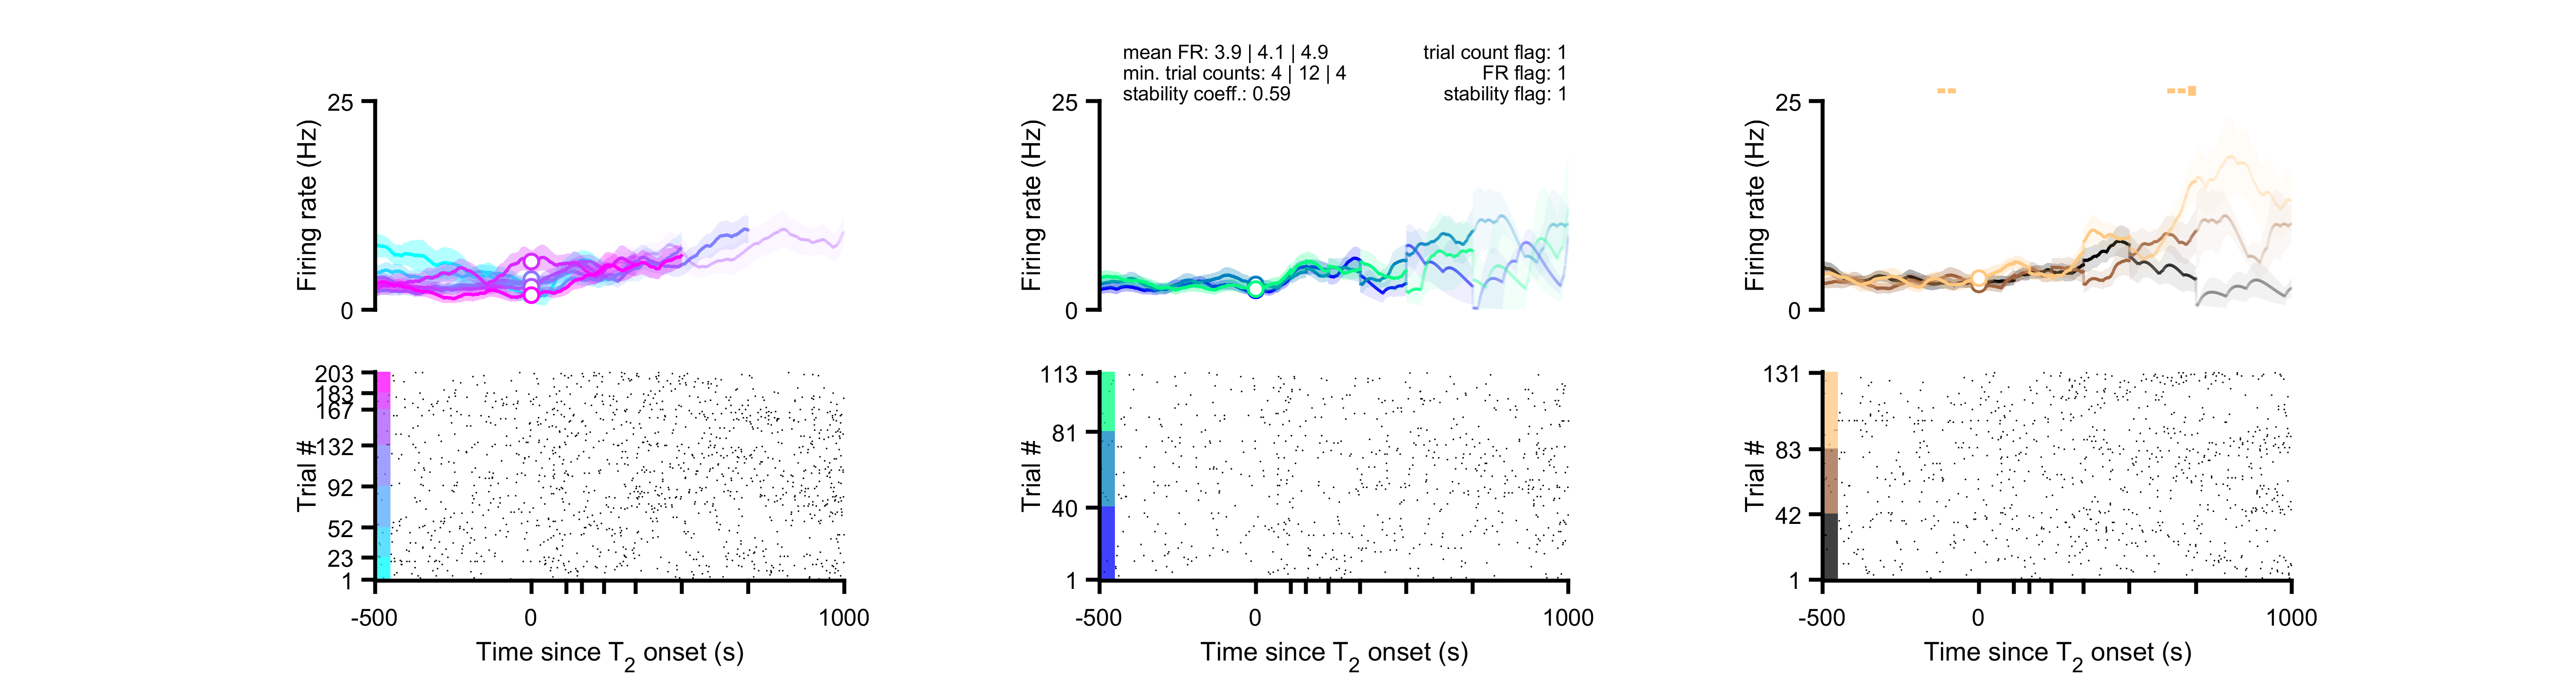 mean FR: 3.9 | 4.1 | 4.9
min. trial counts: 4 | 12 | 4
stability coeff.: 0.59
trial count flag: 1
FR flag: 1
stability flag: 1
25
Firing rate (Hz)
0
203
183
167
132
92
52
23
1
Trial #
-500
0
1000
Time since T2 onset (s)
25
Firing rate (Hz)
0
113
81
40
1
Trial #
-500
0
1000
Time since T2 onset (s)
25
Firing rate (Hz)
0
131
83
42
1
Trial #
-500
0
1000
Time since T2 onset (s)